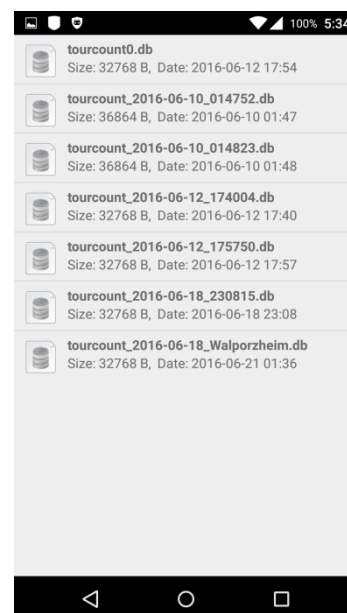 100% 5:34
tourcount0.db
Size: 32768 B, Date: 2016-06-12 17:54
tourcount_2016-06-10_014752.db
Size: 36864 B, Date: 2016-06-10 01:47
tourcount_2016-06-10_014823.db
Size: 36864 B, Date: 2016-06-10 01:48
tourcount_2016-06-12_174004.db
Size: 32768 B, Date: 2016-06-12 17:40
tourcount_2016-06-12_175750.db
Size: 32768 B, Date: 2016-06-12 17:57
tourcount_2016-06-18_230815.db
Size: 32768 B, Date: 2016-06-18 23:08
tourcount_2016-06-18_Walporzheim.db
Size: 32768 B, Date: 2016-06-21 01:36